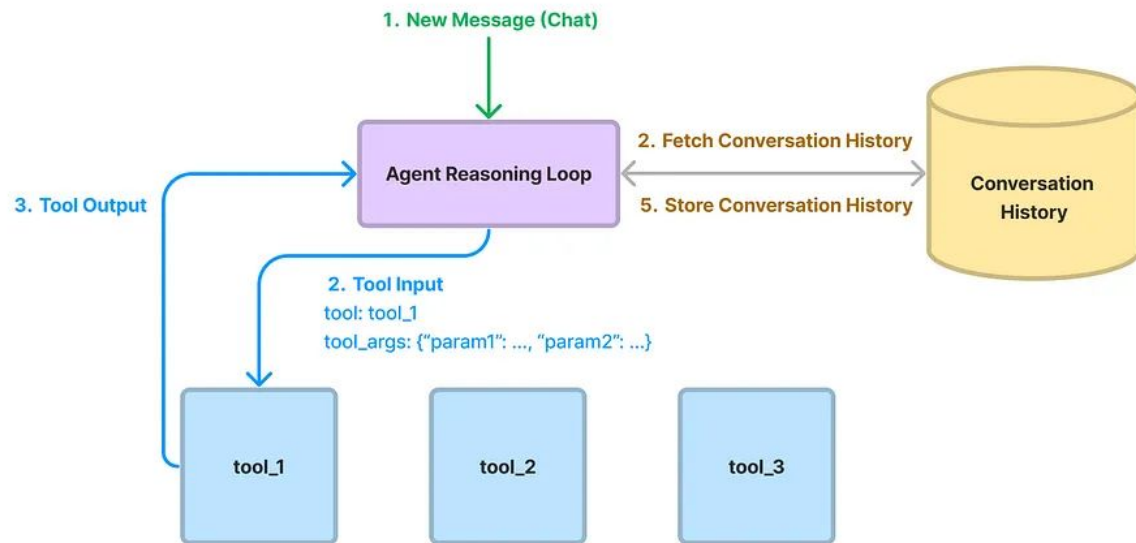 1. New Message (Chat)
2. Fetch Conversation History
Agent Reasoning Loop
Conversation
History
3. Tool Output
5. Store Conversation History
2. Tool Input
tool: tool_1
tool_args: {“param1”: ..., “param2”: ...}
tool_1
tool_2
tool_3